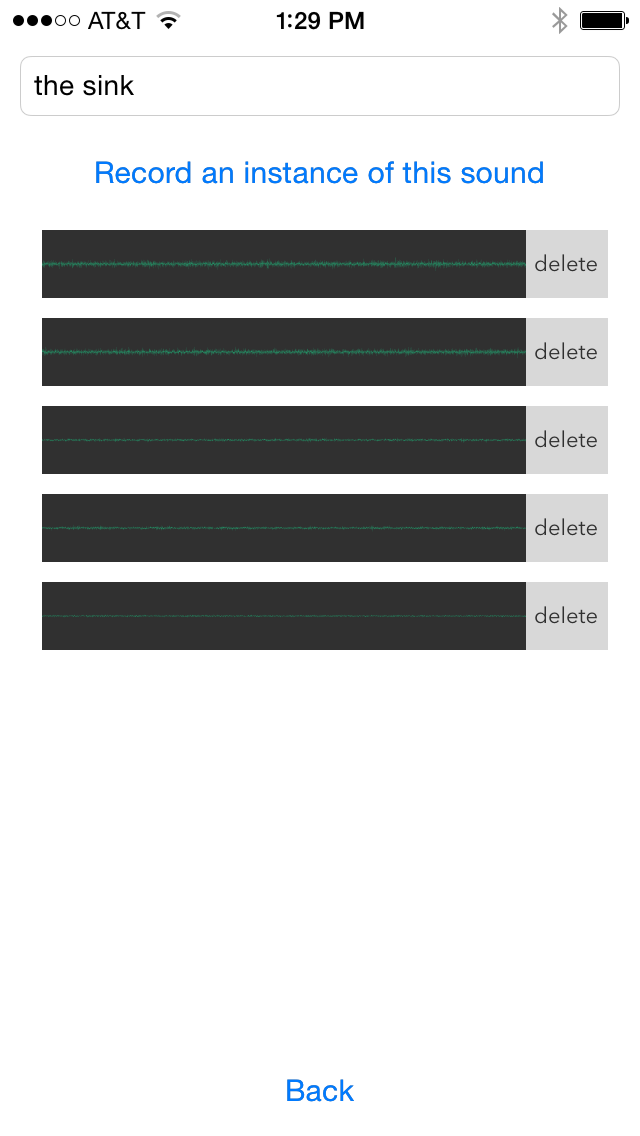 AT&T 1:29 PM
the sink
Record an instance of this sound
delete
delete
delete
delete
delete
Back